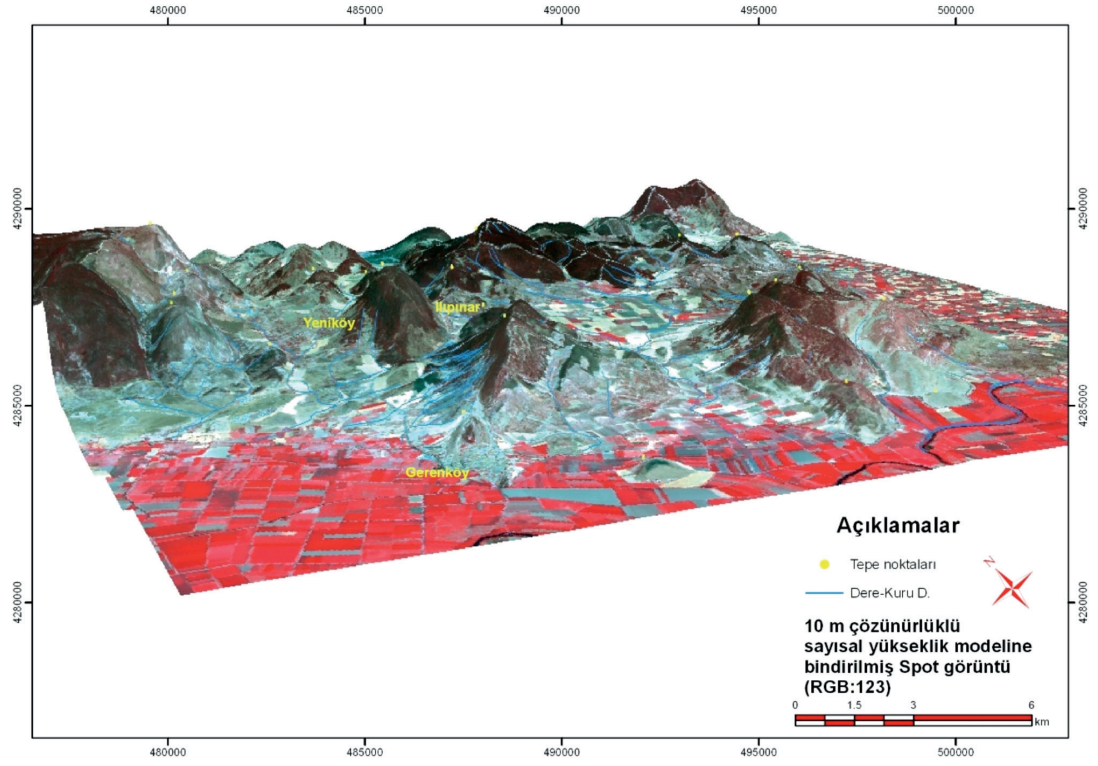 480000 485000 490000 495000 500000
4290000 4290000
Ilıpınar
Yeniköy
4285000 4285000
Gerenköy
Açıklamalar
Tepe noktaları
N
Dere-Kuru D.
4280000 4280000
10 m çözünürlüklü
sayısal yükseklik modeline
bindirilmiş Spot görüntü
(RGB:123)
0 1.5 3 6
km
480000 485000 490000 495000 500000